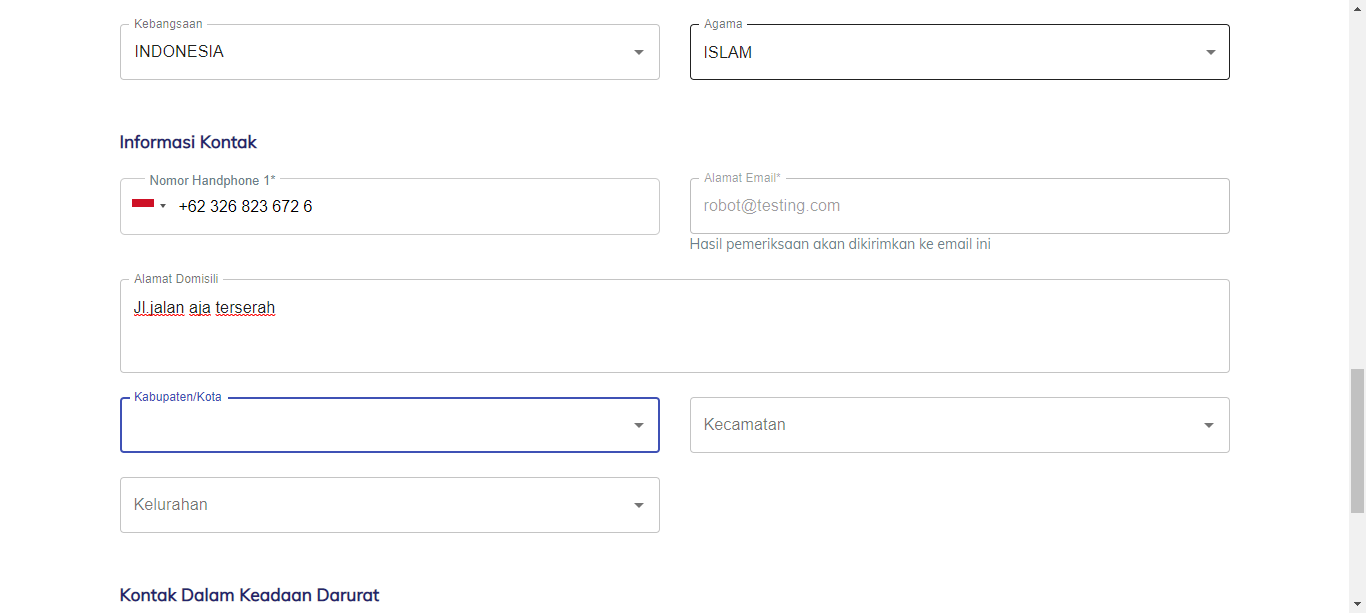 Kebangsaan
INDONESIA
Agama
ISLAM
Informasi Kontak
Nomor Handphone 1*
+62 326 823 672 6
Alamat Email*
robot@testing.com
Hasil pemeriksaan akan dikirimkan ke email ini
Alamat Domisili
Jl.jalan aja terserah
Kabupaten/Kota
Kecamatan
Kelurahan
Kontak Dalam Keadaan Darurat